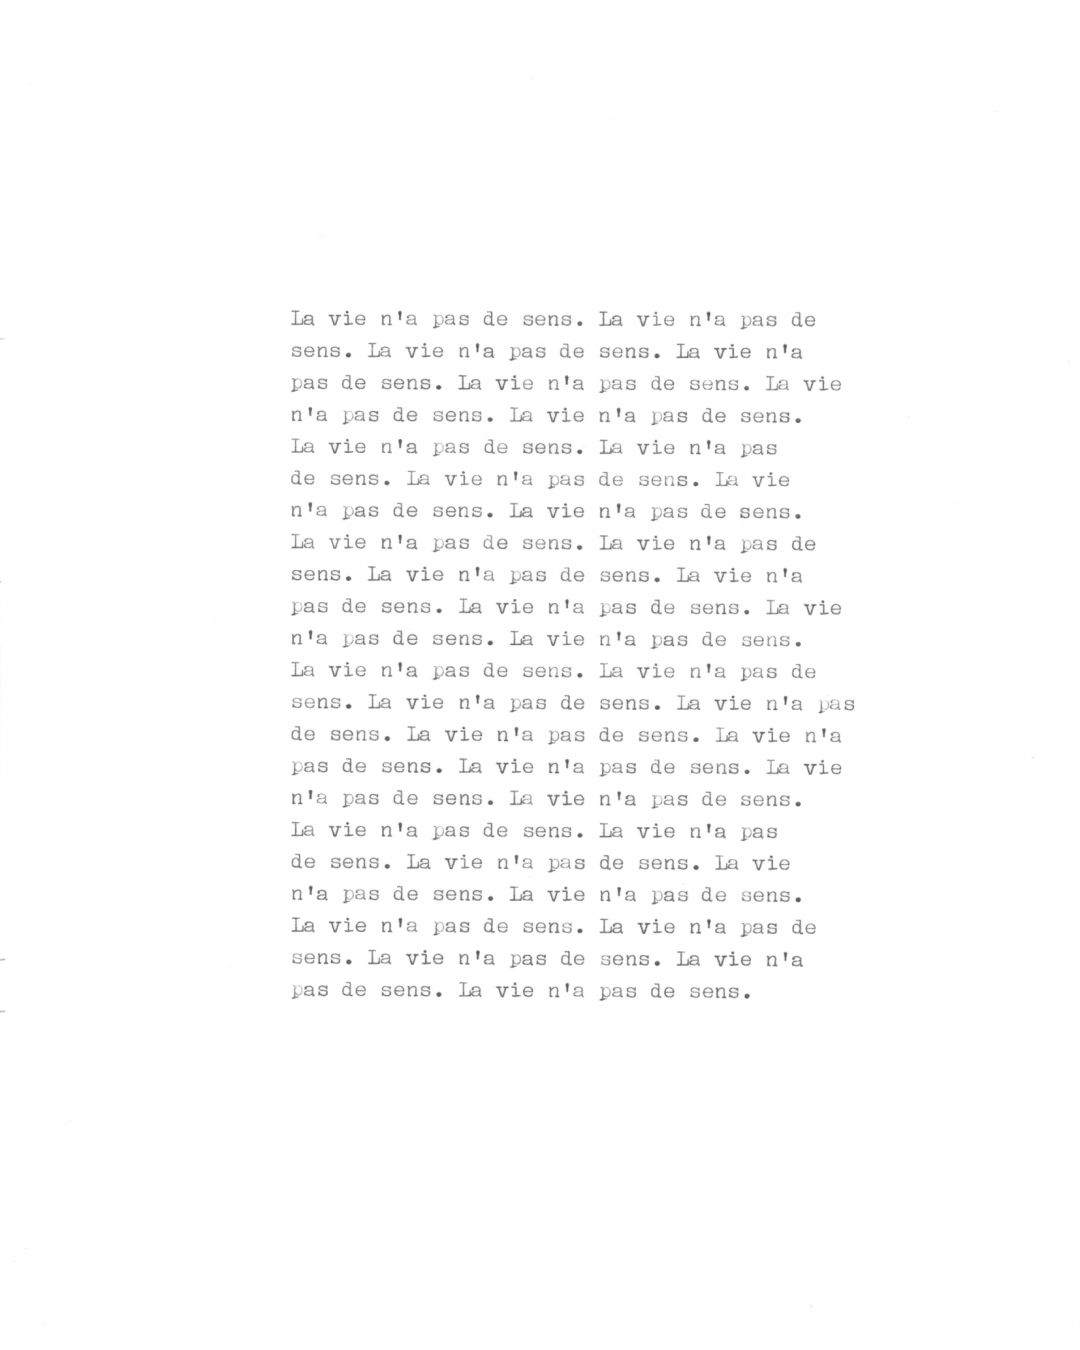 La vie n'a pas de sens. La vie n'a pas de
sens. La vie n'a pas de sens. La vie n'a
pas de sens. La vie n'a pas de sens. La vie
n'a pas de sens. La vie n'a pas de sens.
La vie n'a pas de sens. La vie n'a pas
de sens. La vie n'a pas de sens. La vie
n'a pas de sens. La vie n'a pas de sens.
La vie n'a pas de sens. La vie n'a pas de
sens. La vie n'a pas de sens. La vie n'a
pas de sens. La vie n'a pas de sens. La vie
n'a pas de sens. La vie n'a pas de sens.
La vie n'a pas de sens. La vie n'a pas de
sens. La vie n'a pas de sens. La vie n'a pas
de sens. La vie n'a pas de sens. La vie n'a
pas de sens. La vie n'a pas de sens. La vie
n'a pas de sens. La vie n'a pas de sens.
La vie n'a pas de sens. La vie n'a pas
de sens. La vie n'a pas de sens. La vie
n'a pas de sens. La vie n'a pas de sens.
La vie n'a pas de sens. La vie n'a pas de
sens. La vie n'a pas de sens. La vie n'a
pas de sens. La vie n'a pas de sens.